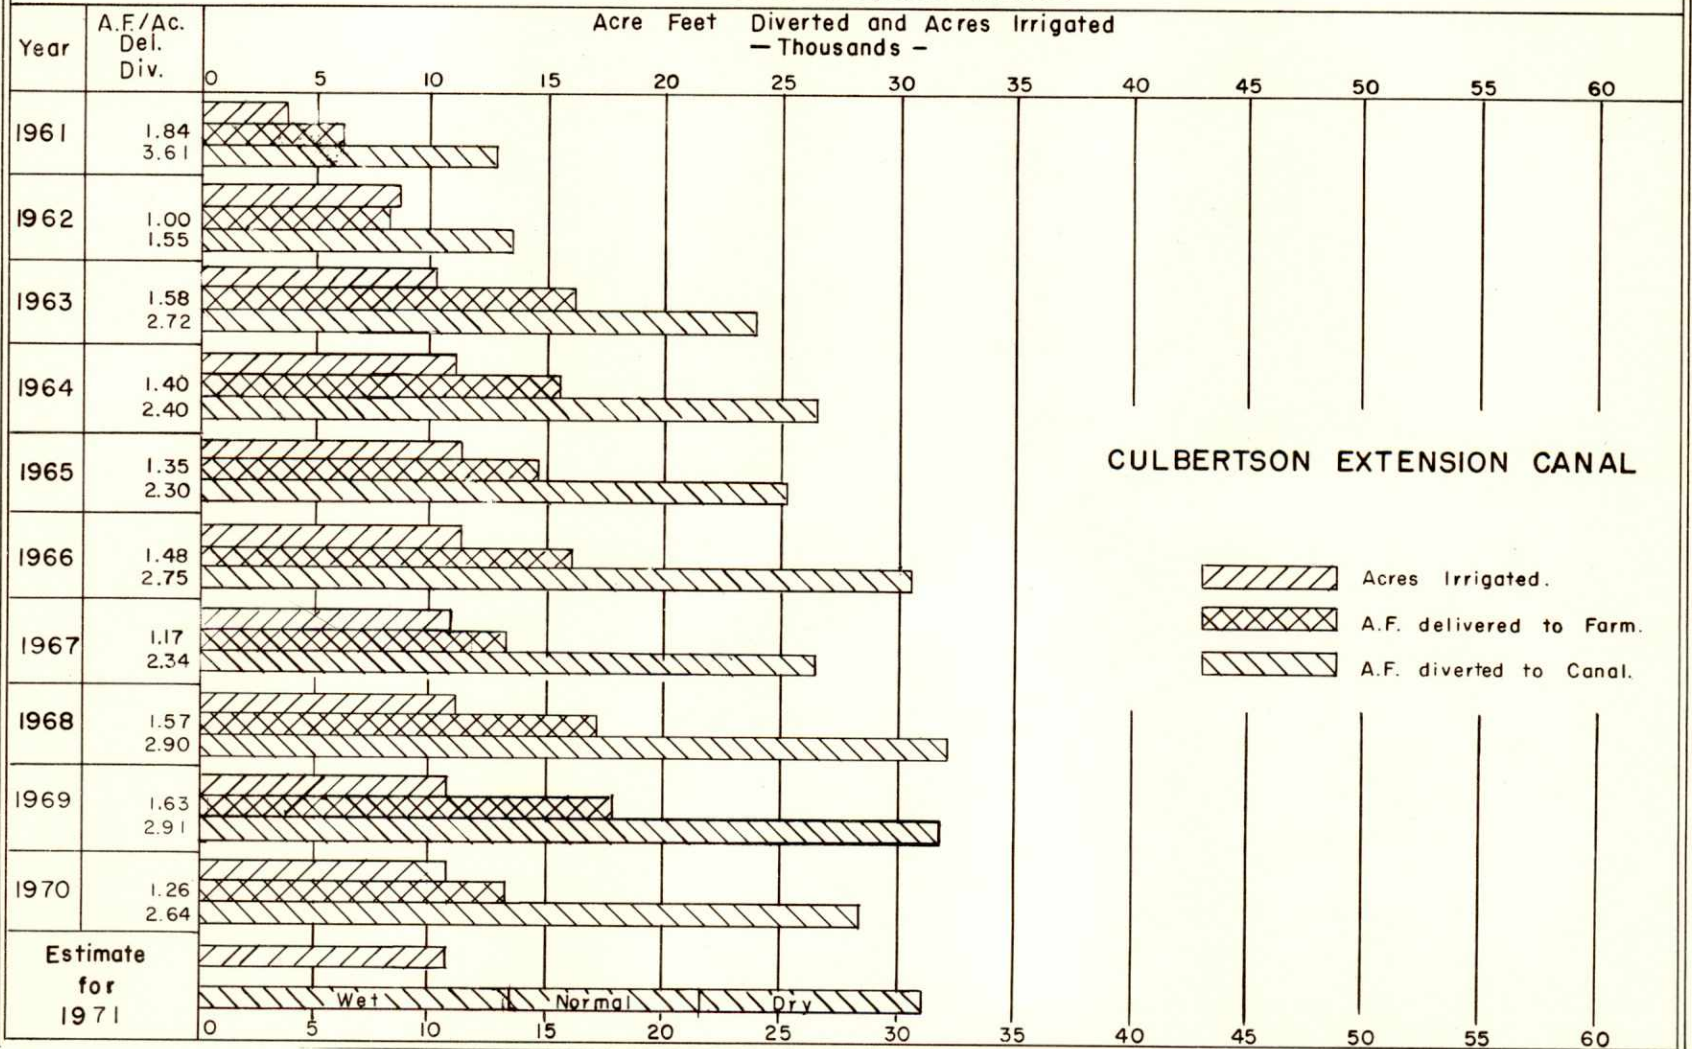 Acre Feet Diverted and Acres Irrigated
— Thousands —
Year
A.F./Ac.
Del.
Div.
0 5 10 15 20 25 30 35 40 45 50 55 60
1961
1.84
3.61
1962
1.00
1.55
1963
1.58
2.72
1964
1.40
2.40
1965
1.35
2.30
1966
1.48
2.75
1967
1.17
2.34
1968
1.57
2.90
1969
1.63
2.91
1970
1.26
2.64
CULBERTSON EXTENSION CANAL
Acres Irrigated.
A.F. delivered to Farm.
A.F. diverted to Canal.
Estimate
for
1971
Wet Normal Dry
0 5 10 15 20 25 30 35 40 45 50 55 60